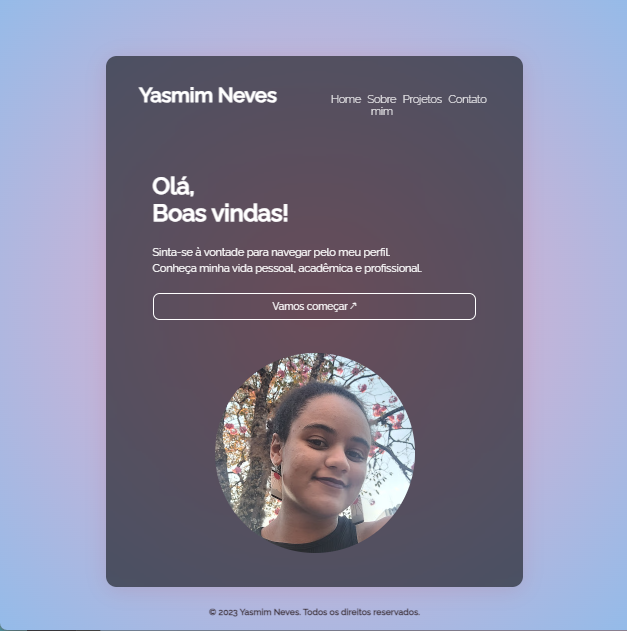 Yasmim Neves
Home Sobre mim Projetos Contato
Olá,
Boas vindas!
Sinta-se à vontade para navegar pelo meu perfil.
Conheça minha vida pessoal, acadêmica e profissional.
Vamos começar ↗
© 2023 Yasmim Neves. Todos os direitos reservados.